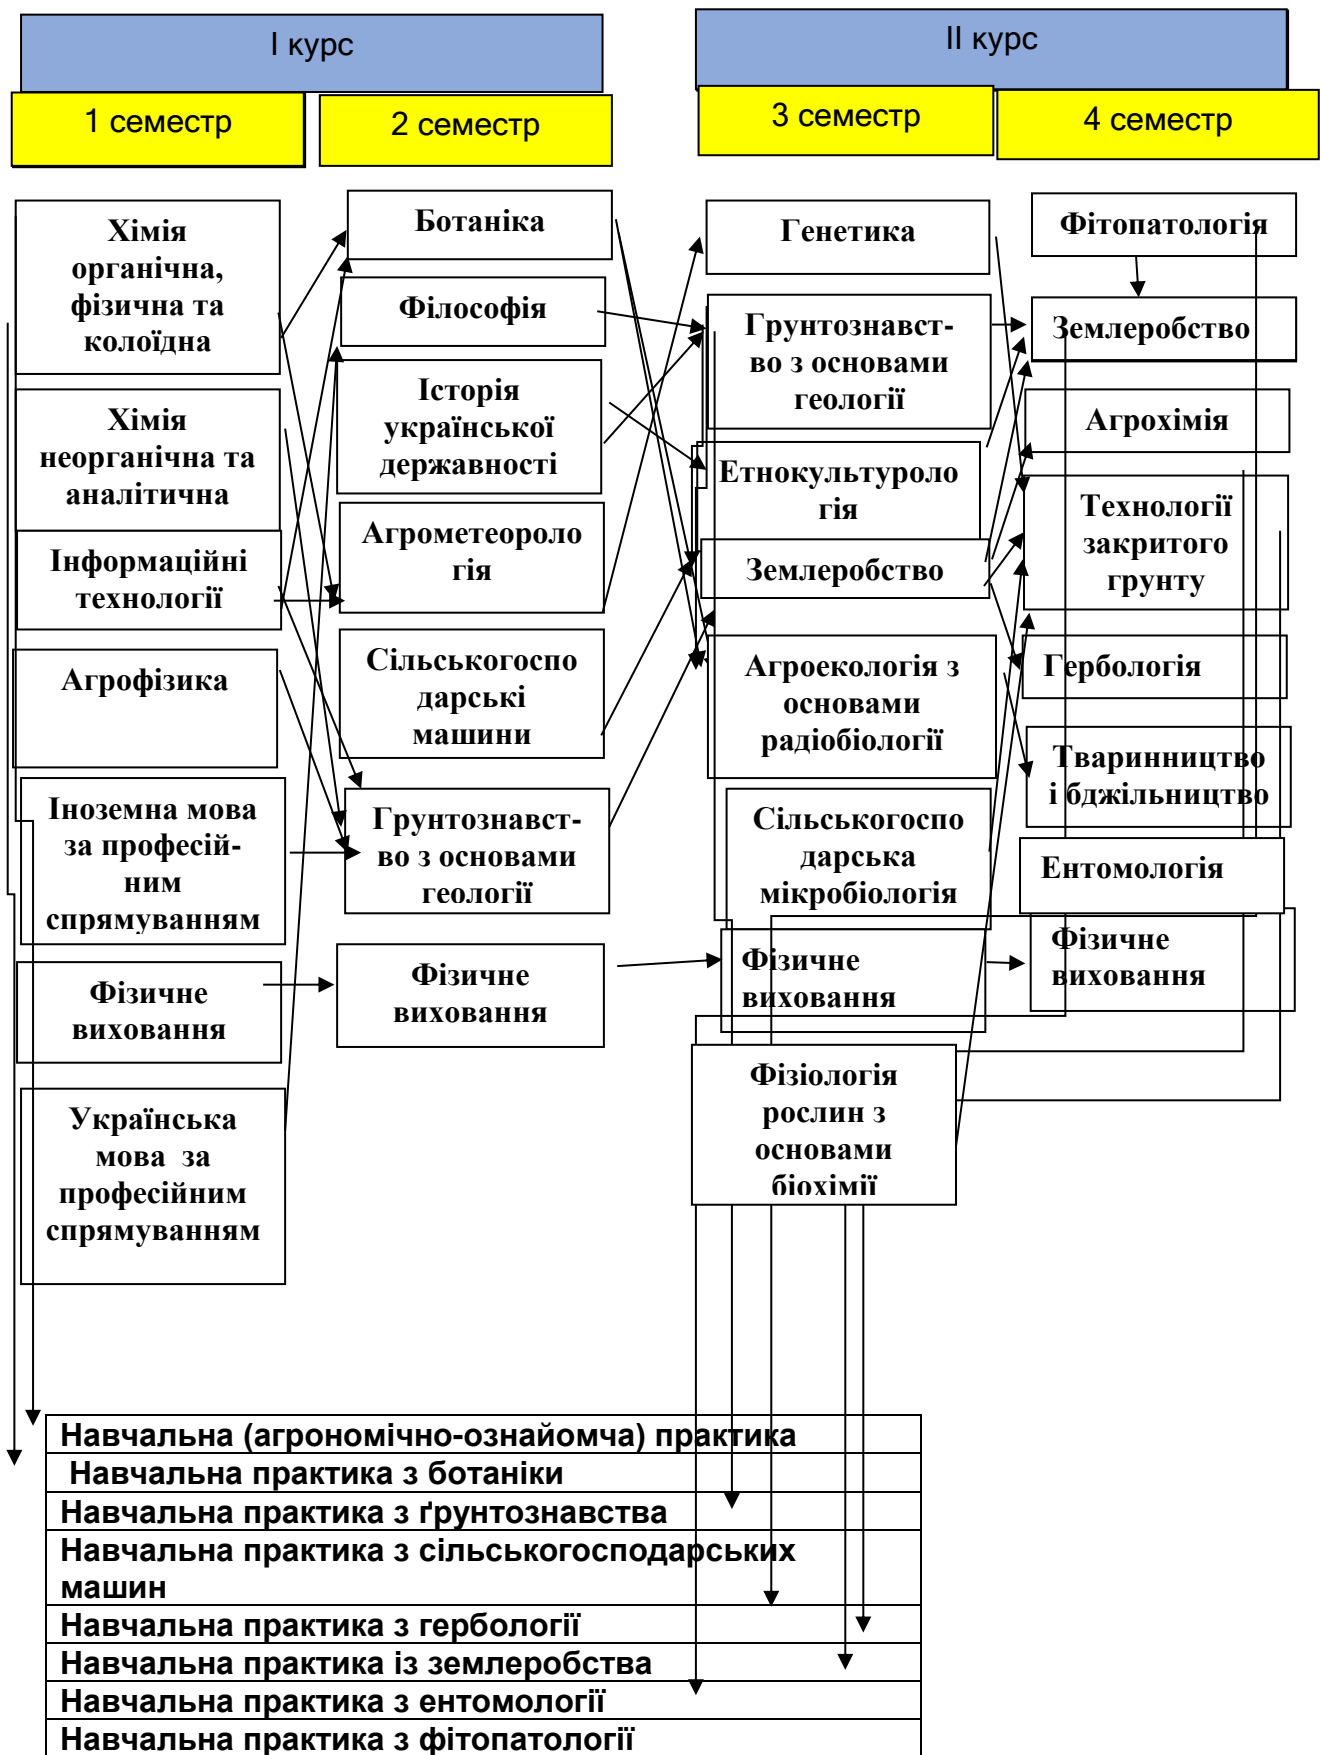 І курс
ІІ курс
1 семестр
2 семестр
3 семестр
4 семестр
Хімія
органічна,
фізична та
колоїдна
Хімія
неорганічна та
аналітична
Інформаційні
технології
Агрофізика
Іноземна мова
за професій-
ним
спрямуванням
Фізичне
виховання
Українська
мова за
професійним
спрямуванням
Ботаніка
Філософія
Історія
української
державності
Агрометеороло
гія
Сільськогоспо
дарські
машини
Грунтознавст-
во з основами
геології
Фізичне
виховання
Генетика
Грунтознавст-
во з основами
геології
Етнокультуроло
гія
Землеробство
Агроекологія з
основами
радіобіології
Сільськогоспо
дарська
мікробіологія
Фізичне
виховання
Фізіологія
рослин з
основами
біохімії
Фітопатологія
Землеробство
Агрохімія
Технології
закритого
грунту
Гербологія
Тваринництво
і бджільництво
Ентомологія
Фізичне
виховання
Навчальна (агрономічно-ознайомча) практика
Навчальна практика з ботаніки
Навчальна практика з ґрунтознавства
Навчальна практика з сільськогосподарських
машин
Навчальна практика з гербології
Навчальна практика із землеробства
Навчальна практика з ентомології
Навчальна практика з фітопатології